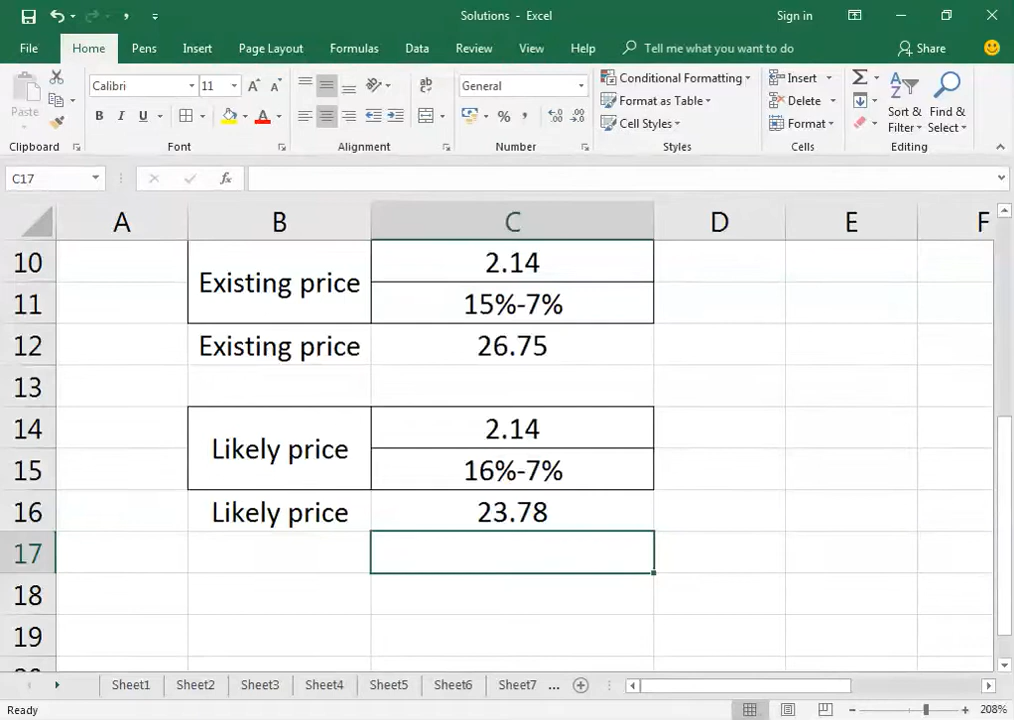 Solutions - Excel
Sign in
File Home Pens Insert Page Layout Formulas Data Review View Help Tell me what you want to do Share
Paste
Calibri 11
B I U A
ab
General
% ,
Conditional Formatting
Format as Table
Cell Styles
Insert
Delete
Format
Sort & Filter
Find & Select
Clipboard Font Alignment Number Styles Cells Editing
C17 fx
A B C D E F
10 Existing price 2.14
11 15%-7%
12 Existing price 26.75
13
14 Likely price 2.14
15 16%-7%
16 Likely price 23.78
17
18
19
Sheet1 Sheet2 Sheet3 Sheet4 Sheet5 Sheet6 Sheet7 ...
Ready 208%